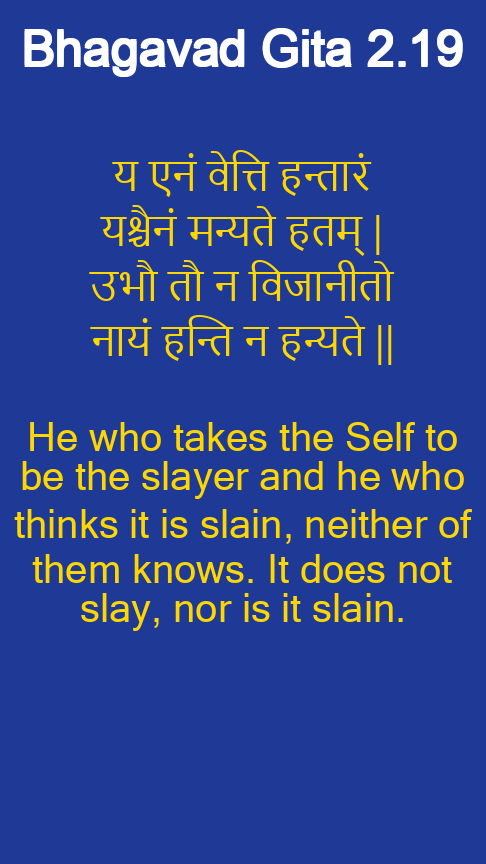 Bhagavad Gita 2.19
य एनं वेत्ति हन्तारं
यश्चैनं मन्यते हतम् |
उभौ तौ न विजानीतो
नायं हन्ति न हन्यते ||
He who takes the Self to
be the slayer and he who
thinks it is slain, neither of
them knows. It does not
slay, nor is it slain.